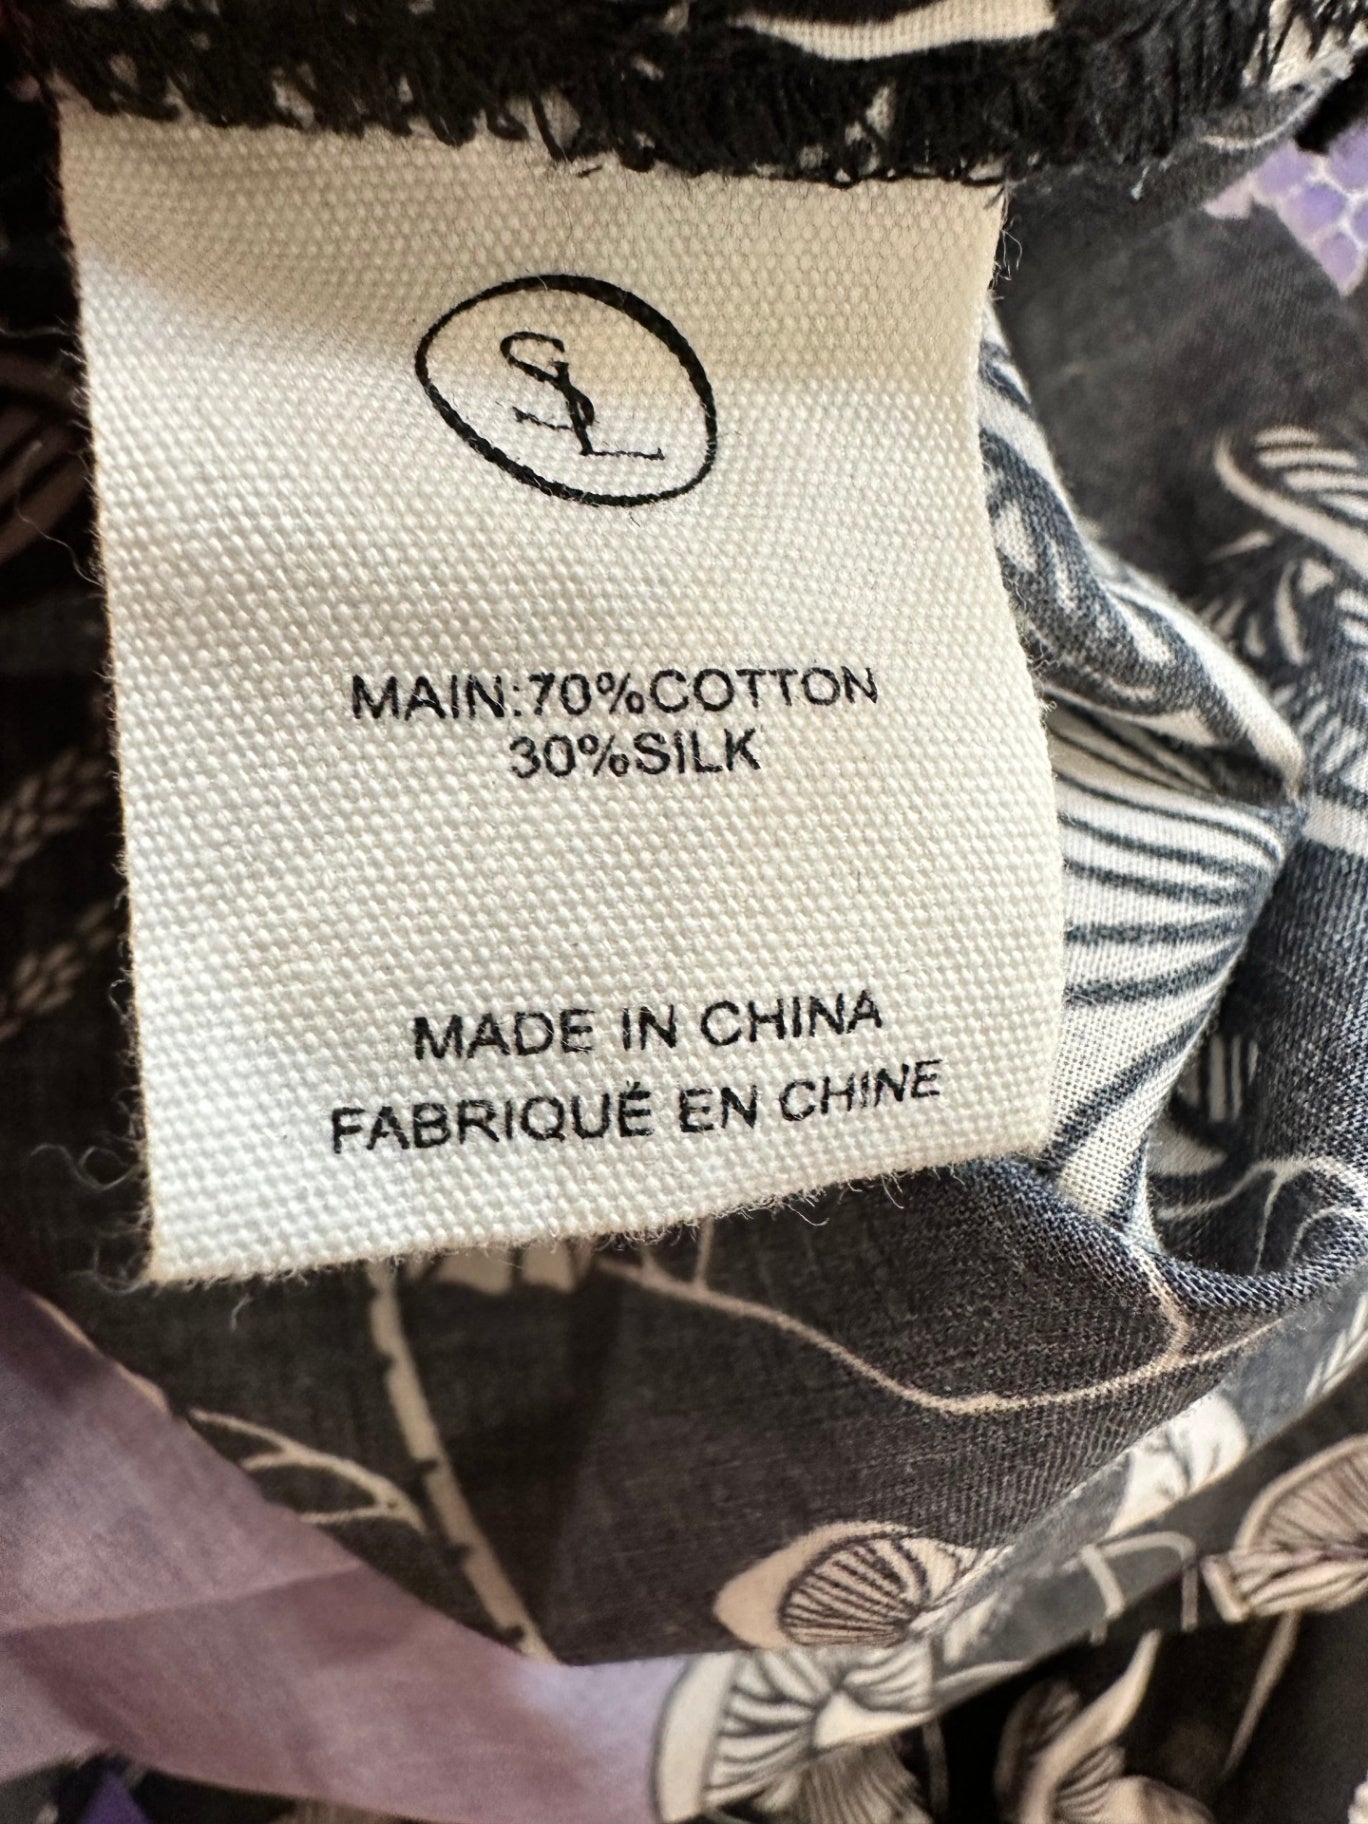 SL
MAIN:70%COTTON
30%SILK
MADE IN CHINA
FABRIQUÉ EN CHINE